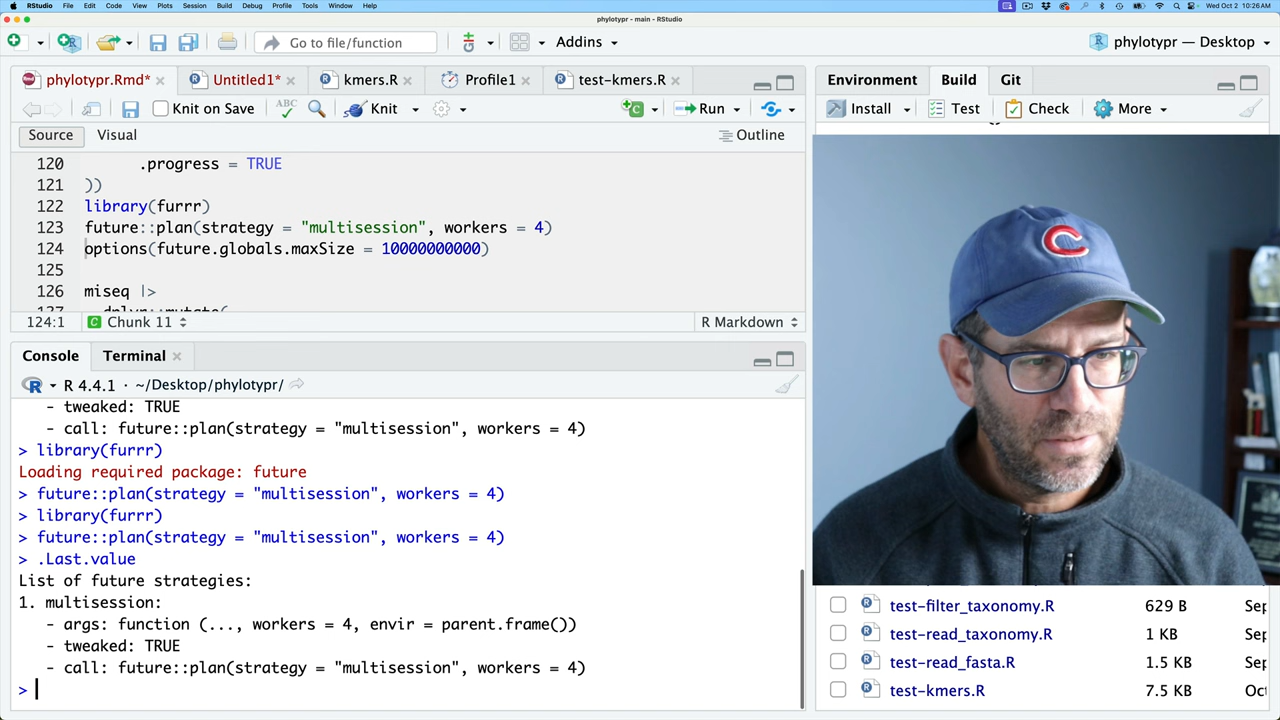 RStudio File Edit Code View Plots Session Build Debug Profile Tools Window Help Wed Oct 2 10:26 AM
phylotypr - main - RStudio
Go to file/function Addins phylotypr — Desktop
phylotypr.Rmd* Untitled1* kmers.R Profile1 test-kmers.R
Knit on Save ABC Knit Run
Source Visual Outline
120 .progress = TRUE
121 ))
122 library(furrr)
123 future::plan(strategy = "multisession", workers = 4)
124 options(future.globals.maxSize = 10000000000)
125
126 miseq |>
127 dplyr::mutate(
124:1 Chunk 11 R Markdown
Console Terminal
R 4.4.1 · ~/Desktop/phylotypr/
- tweaked: TRUE
- call: future::plan(strategy = "multisession", workers = 4)
> library(furrr)
Loading required package: future
> future::plan(strategy = "multisession", workers = 4)
> library(furrr)
> future::plan(strategy = "multisession", workers = 4)
> .Last.value
List of future strategies:
1. multisession:
- args: function (..., workers = 4, envir = parent.frame())
- tweaked: TRUE
- call: future::plan(strategy = "multisession", workers = 4)
>
Environment Build Git
Install Test Check More
C
test-filter_taxonomy.R 629 B Sep
test-read_taxonomy.R 1 KB Sep
test-read_fasta.R 1.5 KB Sep
test-kmers.R 7.5 KB Oct